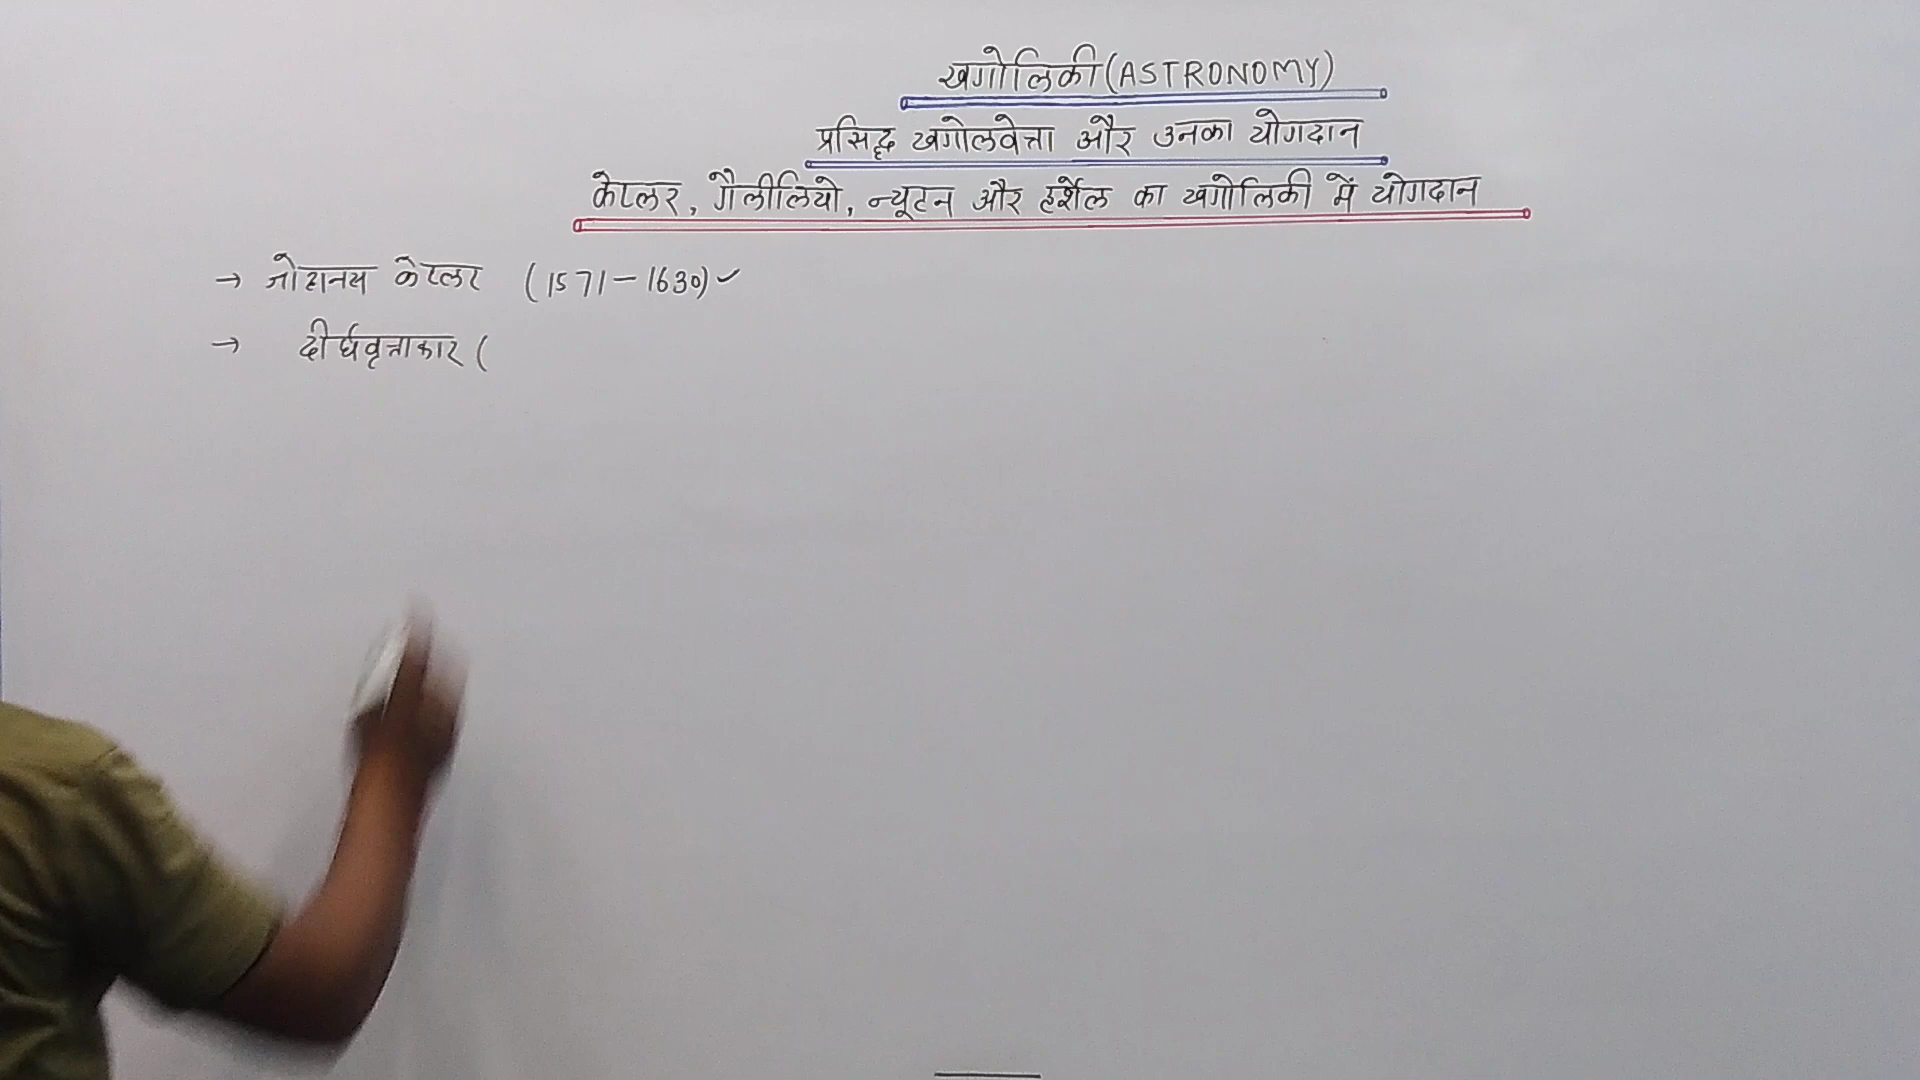 खगोलिकी (ASTRONOMY)
प्रसिद्ध खगोलवेत्ता और उनका योगदान
केप्लर, गैलीलियो, न्यूटन और हर्शेल का खगोलिकी में योगदान
→ जोहानस केप्लर (1571-1630) ✓
→ दीर्घवृत्ताकार (